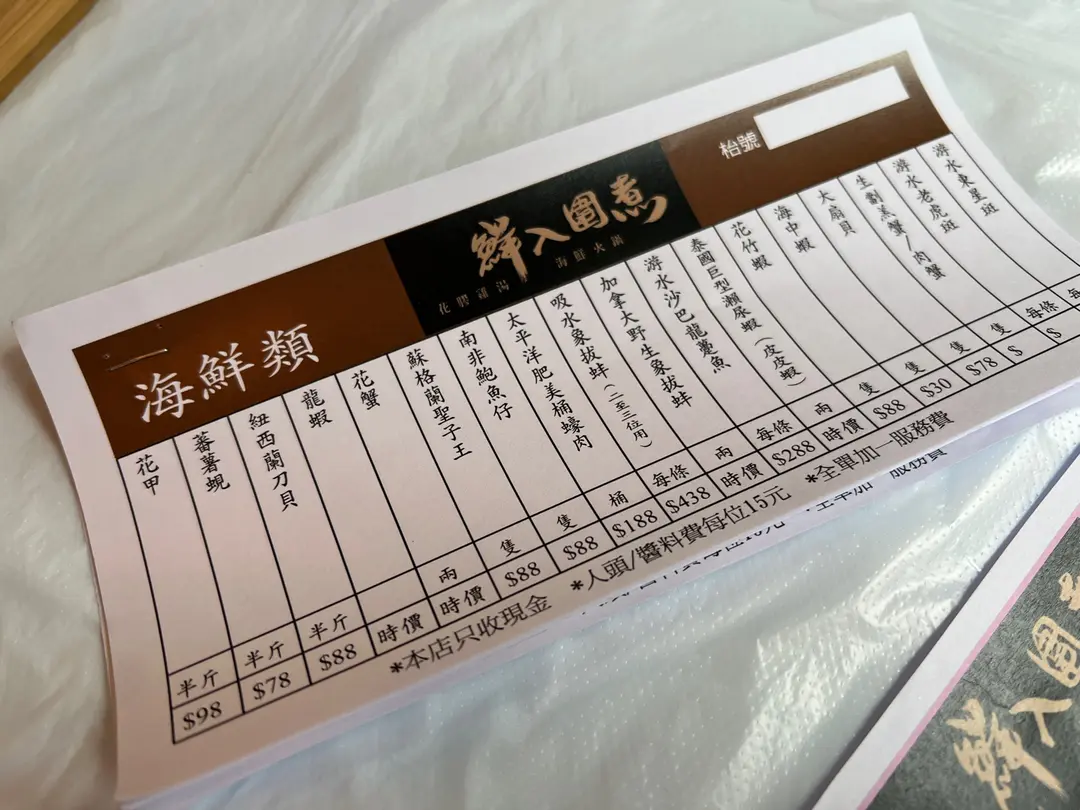 海鮮類
鮮入圍煮
花膠雞湯 海鮮火鍋
枱號
花甲
蕃薯蜆
紐西蘭刀貝
龍蝦
花蟹
蘇格蘭聖子王
南非鮑魚仔
太平洋肥美桶蠔肉
吸水象拔蚌
加拿大野生象拔蚌(二至三位用)
游水沙巴龍躉魚
泰國巨型瀨尿蝦(皮皮蝦)
花竹蝦
海中蝦
大扇貝
生劏羔蟹/肉蟹
游水老虎斑
游水東星斑
半斤 半斤 半斤 兩 隻 隻 桶 每條 兩 每條 兩 隻 隻 隻 隻 每條 每
$98 $78 $88 時價 時價 $88 $88 $188 $438 時價 $288 時價 $88 $30 $78 $ $
*本店只收現金 *人頭/醬料費每位15元 *全單加一服務費
鮮入圍